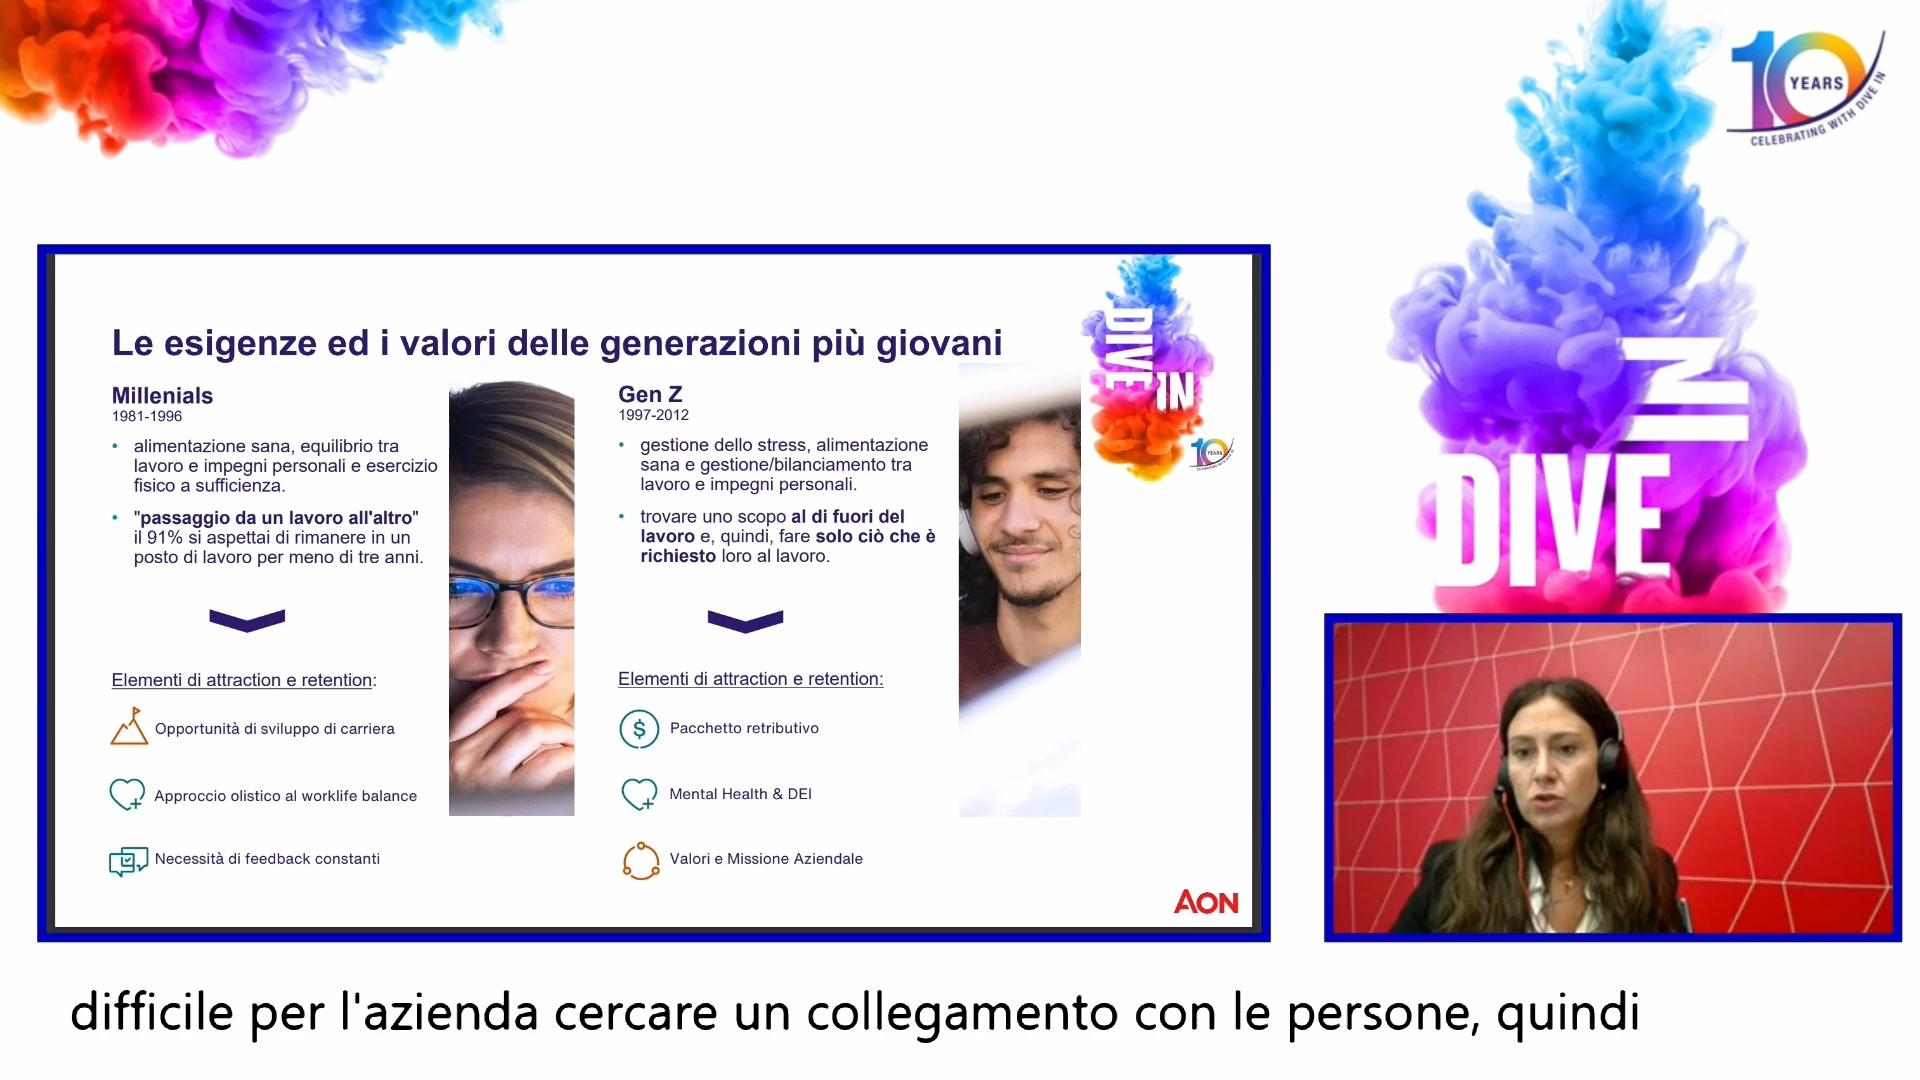 10 YEARS
CELEBRATING WITH DIVE IN
Le esigenze ed i valori delle generazioni più giovani
DIVE IN
10 YEARS
Millenials
1981-1996
• alimentazione sana, equilibrio tra
lavoro e impegni personali e esercizio
fisico a sufficienza.
• "passaggio da un lavoro all'altro"
il 91% si aspettai di rimanere in un
posto di lavoro per meno di tre anni.
Elementi di attraction e retention:
Opportunità di sviluppo di carriera
Approccio olistico al worklife balance
Necessità di feedback constanti
Gen Z
1997-2012
• gestione dello stress, alimentazione
sana e gestione/bilanciamento tra
lavoro e impegni personali.
• trovare uno scopo al di fuori del
lavoro e, quindi, fare solo ciò che è
richiesto loro al lavoro.
Elementi di attraction e retention:
Pacchetto retributivo
Mental Health & DEI
Valori e Missione Aziendale
AON
DIVE IN
difficile per l'azienda cercare un collegamento con le persone, quindi